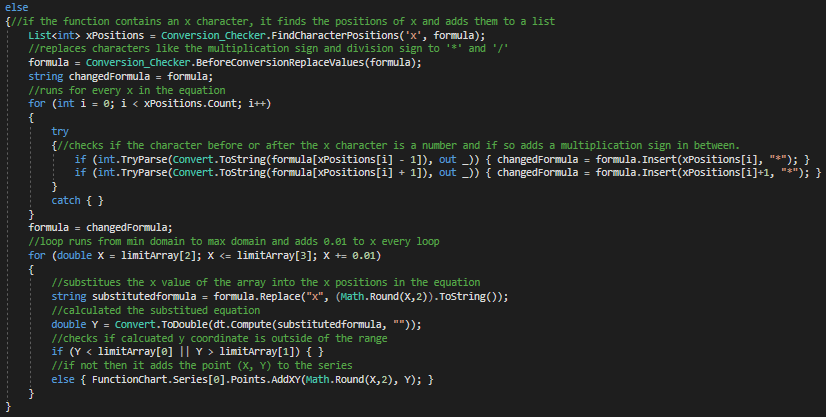 else
{//if the function contains an x character, it finds the positions of x and adds them to a list
List<int> xPositions = Conversion_Checker.FindCharacterPositions('x', formula);
//replaces characters like the multiplication sign and division sign to '*' and '/'
formula = Conversion_Checker.BeforeConversionReplaceValues(formula);
string changedFormula = formula;
//runs for every x in the equation
for (int i = 0; i < xPositions.Count; i++)
{
try
{//checks if the character before or after the x character is a number and if so adds a multiplication sign in between.
if (int.TryParse(Convert.ToString(formula[xPositions[i] - 1]), out _)) { changedFormula = formula.Insert(xPositions[i], "*"); }
if (int.TryParse(Convert.ToString(formula[xPositions[i] + 1]), out _)) { changedFormula = formula.Insert(xPositions[i]+1, "*"); }
}
catch { }
}
formula = changedFormula;
//loop runs from min domain to max domain and adds 0.01 to x every loop
for (double X = limitArray[2]; X <= limitArray[3]; X += 0.01)
{
//substitues the x value of the array into the x positions in the equation
string substitutedformula = formula.Replace("x", (Math.Round(X,2)).ToString());
//calculated the substitued equation
double Y = Convert.ToDouble(dt.Compute(substitutedformula, ""));
//checks if calcuated y coordinate is outside of the range
if (Y < limitArray[0] || Y > limitArray[1]) { }
//if not then it adds the point (X, Y) to the series
else { FunctionChart.Series[0].Points.AddXY(Math.Round(X,2), Y); }
}
}